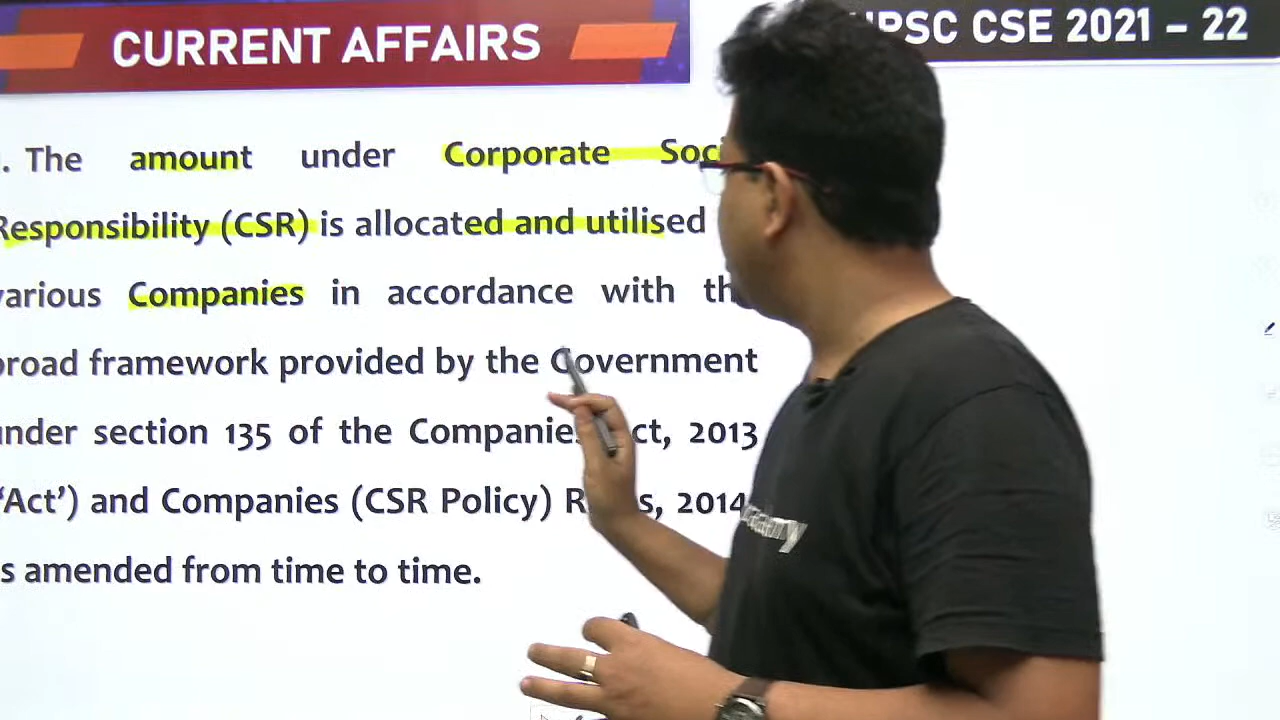 CURRENT AFFAIRS
UPSC CSE 2021 – 22
. The amount under Corporate Soci
Responsibility (CSR) is allocated and utilised
various Companies in accordance with th
broad framework provided by the Government
under section 135 of the Companies Act, 2013
‘Act’) and Companies (CSR Policy) Rules, 2014
s amended from time to time.